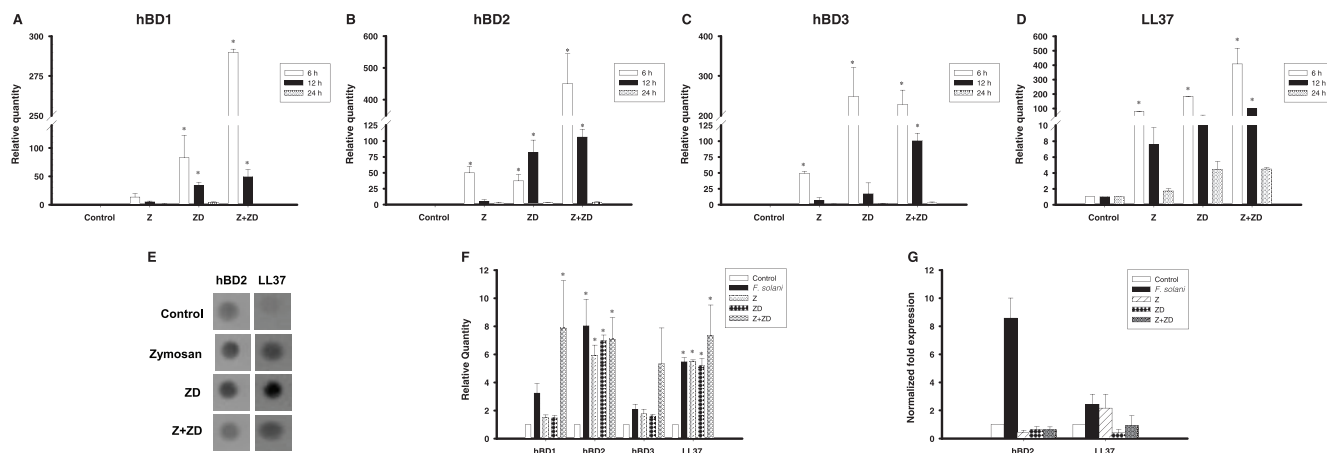 A
hBD1
Relative quantity
300
275
250
100
50
0
Control
Z
ZD
Z+ZD
*
*
*
*
6 h
12 h
24 h
B
hBD2
Relative quantity
600
500
400
125
100
75
50
25
0
Control
Z
ZD
Z+ZD
*
*
*
*
*
6 h
12 h
24 h
C
hBD3
Relative quantity
400
300
200
125
100
75
50
25
0
Control
Z
ZD
Z+ZD
*
*
*
*
6 h
12 h
24 h
D
LL37
Relative quantity
600
500
400
300
200
100
10
8
6
4
2
0
Control
Z
ZD
Z+ZD
*
*
*
*
6 h
12 h
24 h
E
hBD2 LL37
Control
Zymosan
ZD
Z+ZD
F
Relative Quantity
12
10
8
6
4
2
0
hBD1
hBD2
hBD3
LL37
*
* * * *
* * * *
Control
F. solani
Z
ZD
Z+ZD
G
Normalized fold expression
12
10
8
6
4
2
0
hBD2
LL37
Control
F. solani
Z
ZD
Z+ZD